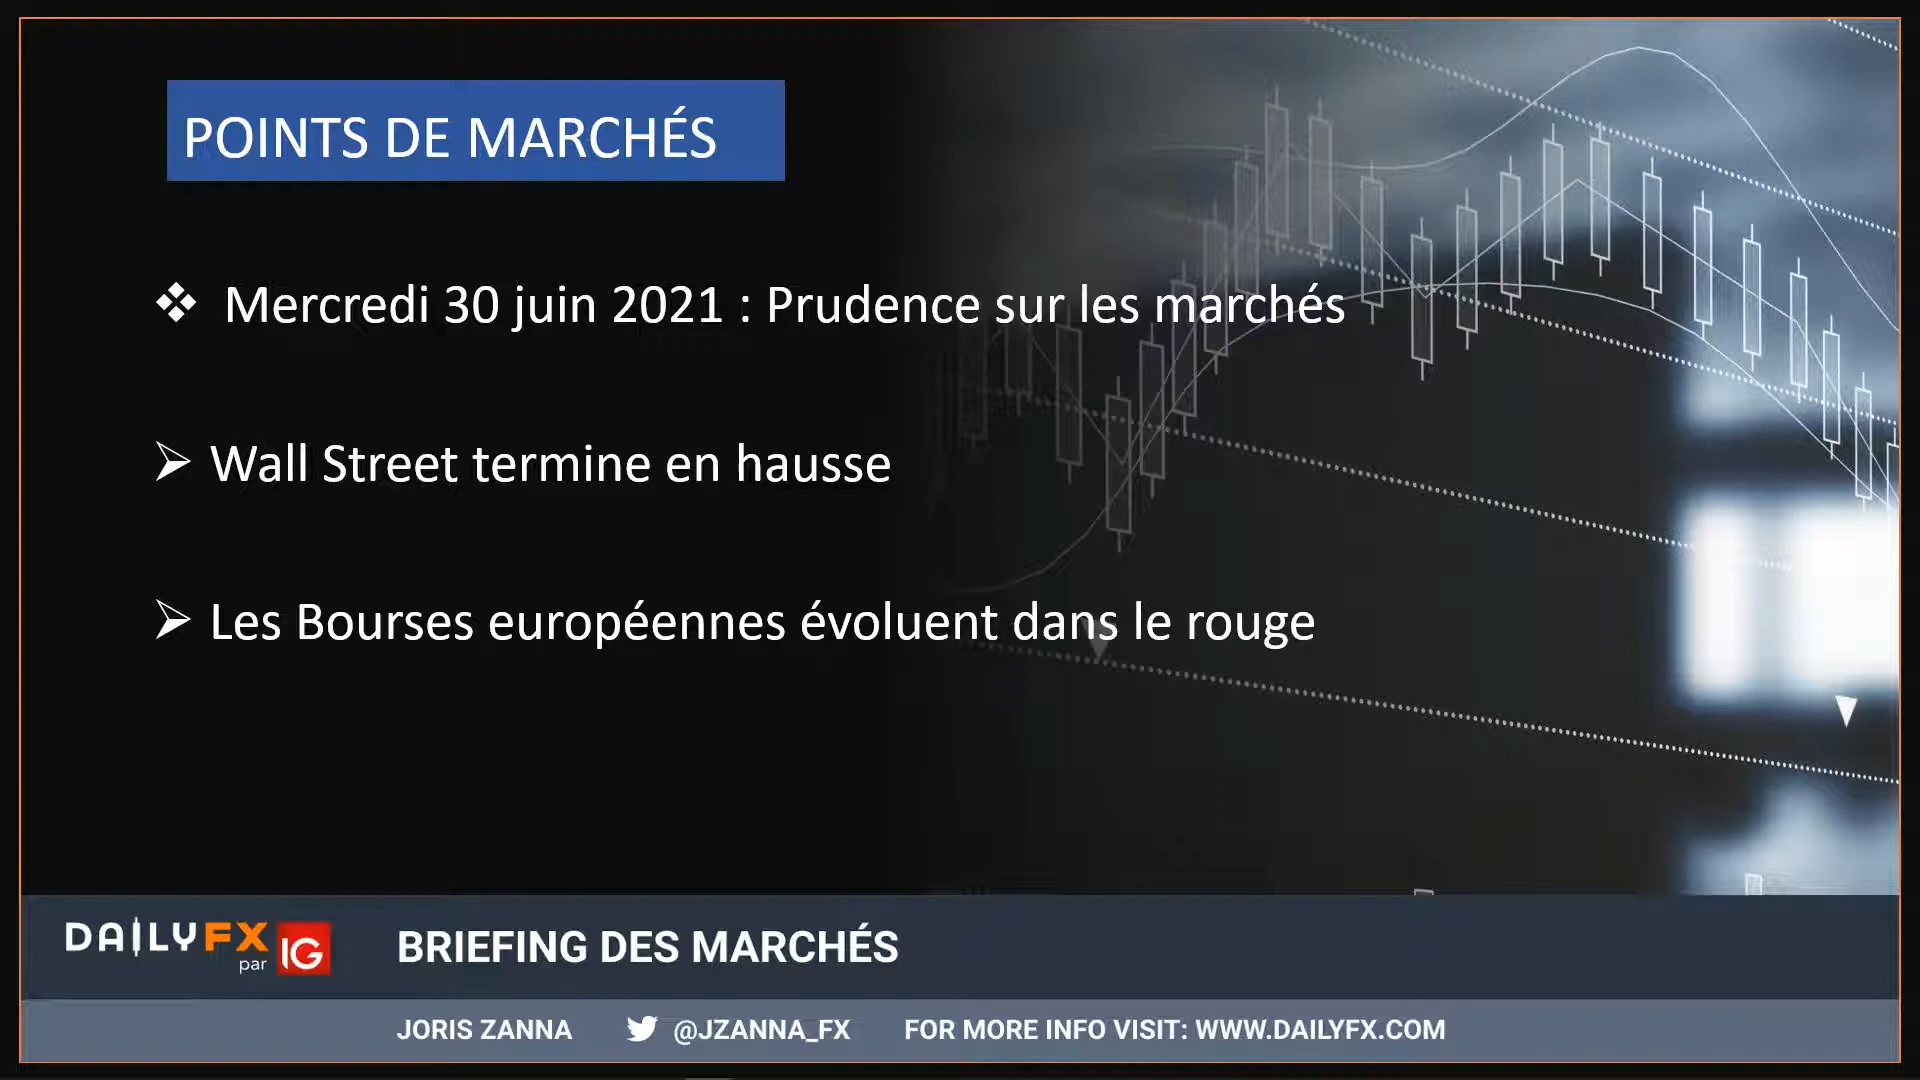 POINTS DE MARCHÉS
❖ Mercredi 30 juin 2021 : Prudence sur les marchés
➢ Wall Street termine en hausse
➢ Les Bourses européennes évoluent dans le rouge
DAILYFX
par IG
BRIEFING DES MARCHÉS
JORIS ZANNA @JZANNA_FX FOR MORE INFO VISIT: WWW.DAILYFX.COM